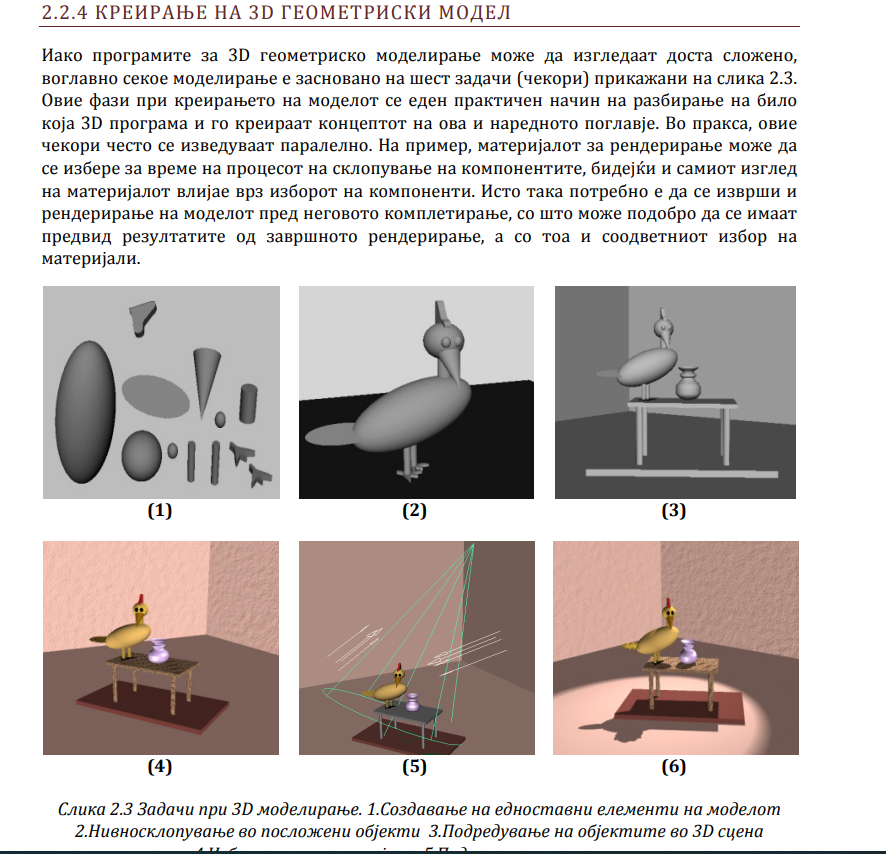 2.2.4 КРЕИРАЊЕ НА 3D ГЕОМЕТРИСКИ МОДЕЛ
Иако програмите за 3D геометриско моделирање може да изгледаат доста сложено,
воглавно секое моделирање е засновано на шест задачи (чекори) прикажани на слика 2.3.
Овие фази при креирањето на моделот се еден практичен начин на разбирање на било
која 3D програма и го креираат концептот на ова и наредното поглавје. Во пракса, овие
чекори често се изведуваат паралелно. На пример, материјалот за рендерирање може да
се избере за време на процесот на склопување на компонентите, бидејќи и самиот изглед
на материјалот влијае врз изборот на компоненти. Исто така потребно е да се изврши и
рендерирање на моделот пред неговото комплетирање, со што може подобро да се имаат
предвид резултатите од завршното рендерирање, а со тоа и соодветниот избор на
материјали.
(1) (2) (3)
(4) (5) (6)
Слика 2.3 Задачи при 3D моделирање. 1.Создавање на едноставни елементи на моделот
2.Нивносклопување во посложени објекти 3.Подредување на објектите во 3D сцена